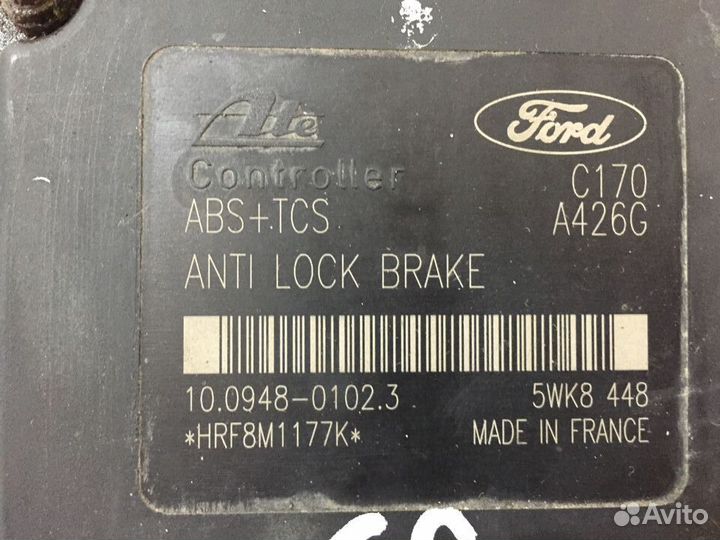 Ate
Ford
Controller
C170
ABS+TCS
A426G
ANTI LOCK BRAKE
10.0948-0102.3
5WK8 448
*HRF8M1177K*
MADE IN FRANCE
Avito